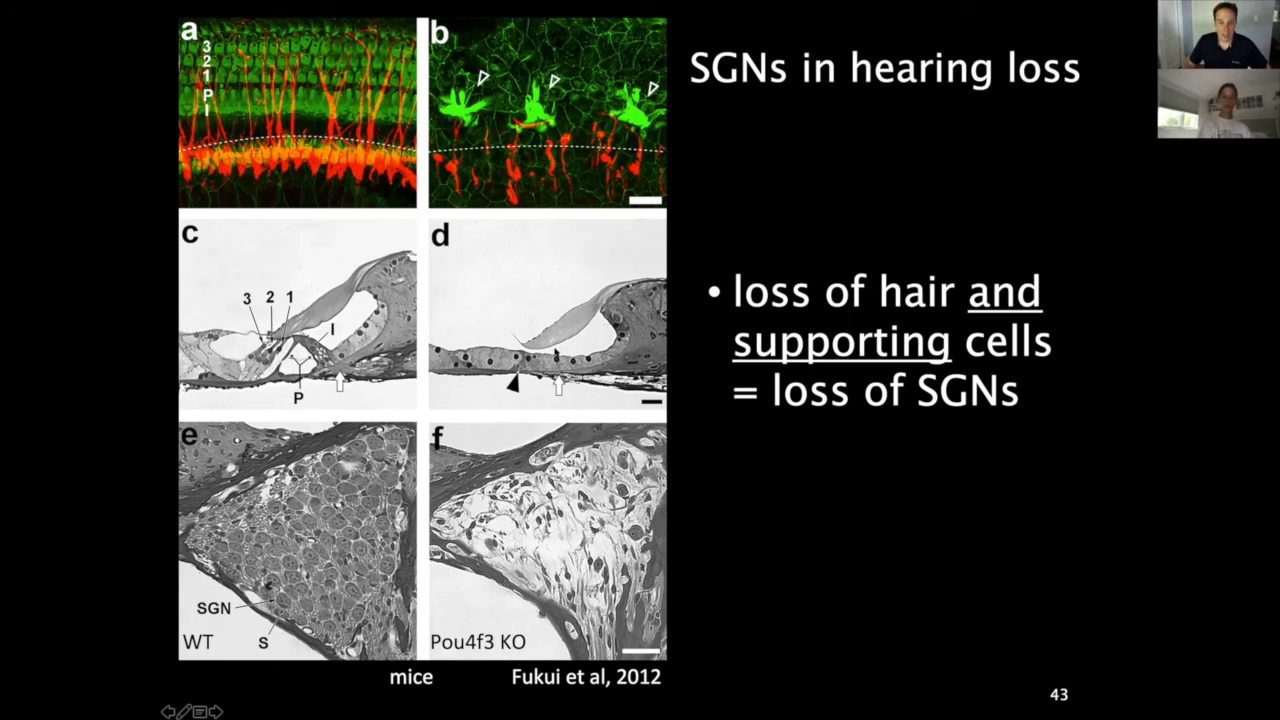 a
b
SGNs in hearing loss
3
2
1
P
I
c
d
3 2 1
I
P
• loss of hair and
supporting cells
= loss of SGNs
e
f
SGN
S
WT
Pou4f3 KO
mice
Fukui et al, 2012
43